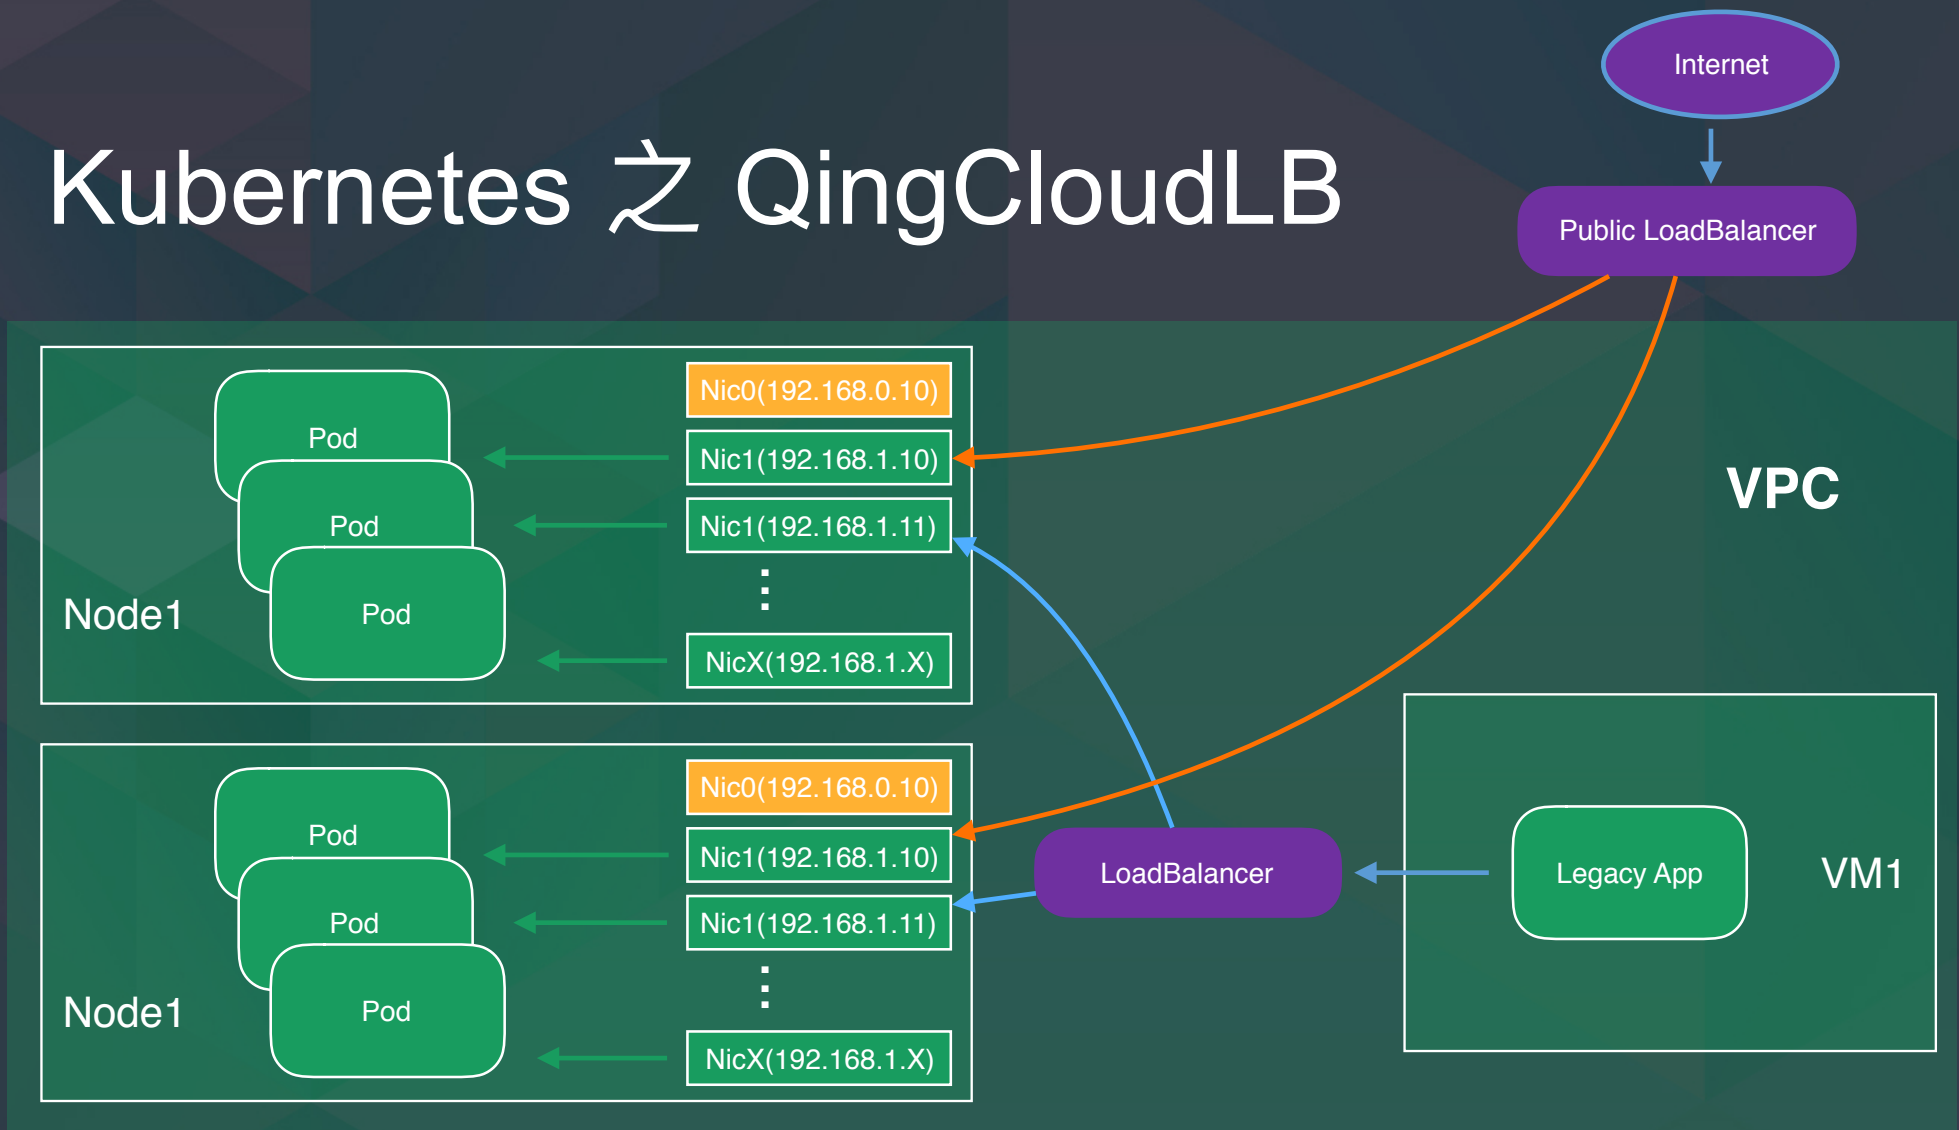 Internet
Kubernetes 之 QingCloudLB
Public LoadBalancer
VPC
Node1
Pod
Pod
Pod
Nic0(192.168.0.10)
Nic1(192.168.1.10)
Nic1(192.168.1.11)
⋮
NicX(192.168.1.X)
Node1
Pod
Pod
Pod
Nic0(192.168.0.10)
Nic1(192.168.1.10)
Nic1(192.168.1.11)
⋮
NicX(192.168.1.X)
LoadBalancer
Legacy App
VM1